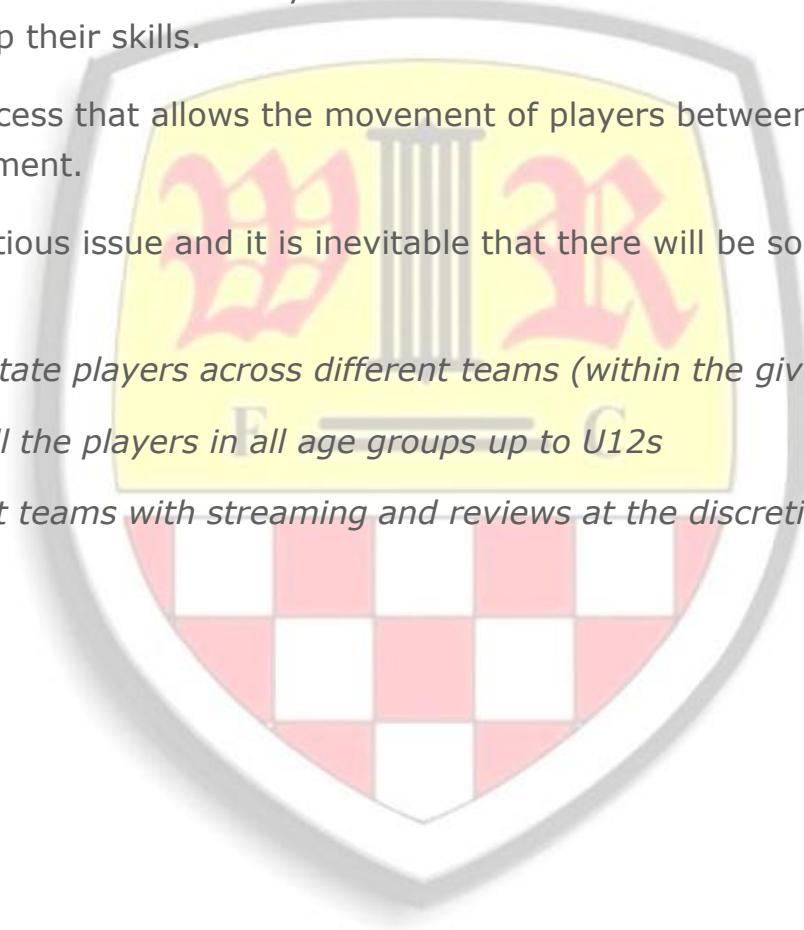 p their skills.
cess that allows the movement of players between
ment.
tious issue and it is inevitable that there will be so
W R
tate players across different teams (within the giv
F C
ll the players in all age groups up to U12s
t teams with streaming and reviews at the discreti